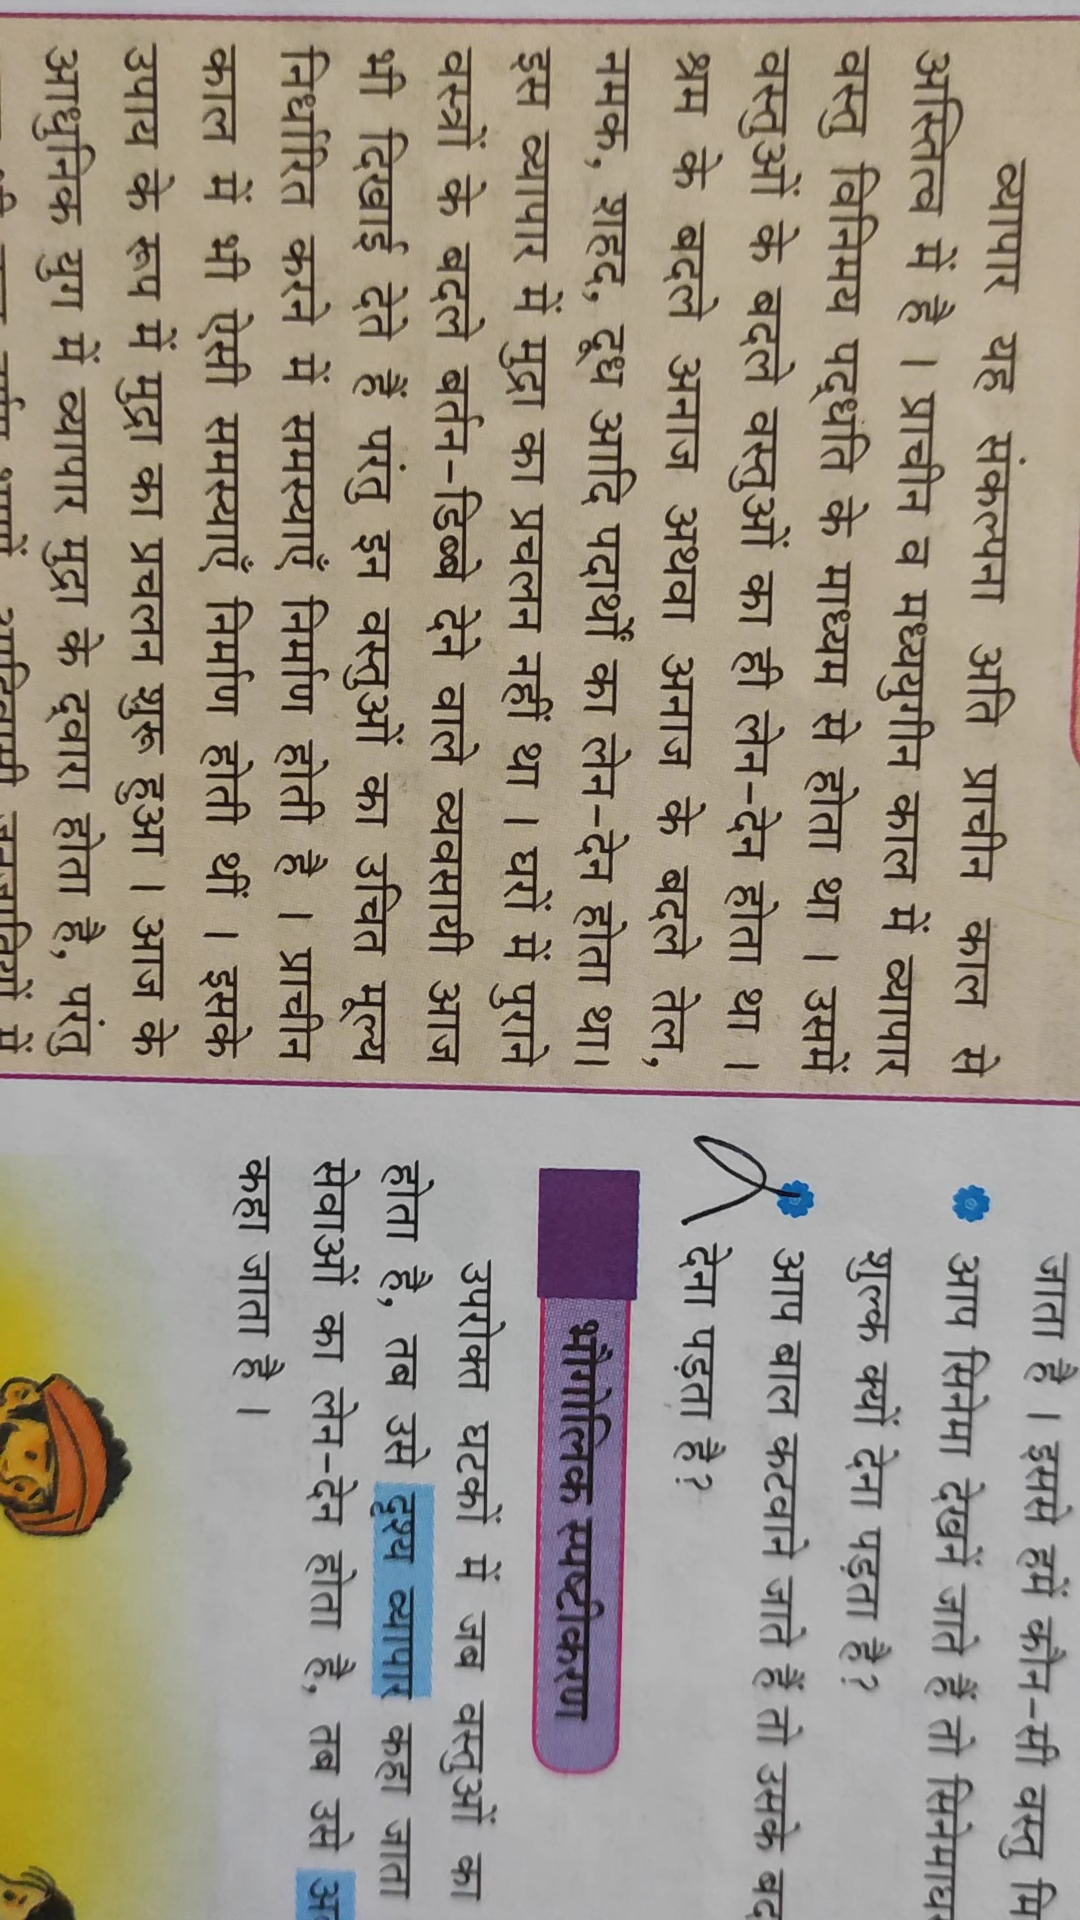 व्यापार यह संकल्पना अति प्राचीन काल से
अस्तित्व में है । प्राचीन व मध्ययुगीन काल में व्यापार
वस्तु विनिमय पद्धति के माध्यम से होता था । उसमें
वस्तुओं के बदले वस्तुओं का ही लेन-देन होता था ।
श्रम के बदले अनाज अथवा अनाज के बदले तेल,
नमक, शहद, दूध आदि पदार्थों का लेन-देन होता था।
इस व्यापार में मुद्रा का प्रचलन नहीं था । घरों में पुराने
वस्त्रों के बदले बर्तन-डिब्बे देने वाले व्यवसायी आज
भी दिखाई देते हैं परंतु इन वस्तुओं का उचित मूल्य
निर्धारित करने में समस्याएँ निर्माण होती है । प्राचीन
काल में भी ऐसी समस्याएँ निर्माण होती थीं । इसके
उपाय के रूप में मुद्रा का प्रचलन शुरू हुआ । आज के
आधुनिक युग में व्यापार मुद्रा के द्वारा होता है, परंतु
जनजातियों में
जाता है । इससे हमें कौन-सी वस्तु
आप सिनेमा देखनें जाते हैं तो
शुल्क क्यों देना पड़ता है?
आप बाल कटवाने जाते हैं तो उसके
देना पड़ता है?
भौगोलिक स्पष्टीकरण
उपरोक्त घटकों में जब वस्तुओं का
होता है, तब उसे दृश्य व्यापार कहा जाता
सेवाओं का लेन-देन होता है, तब उसे
कहा जाता है ।